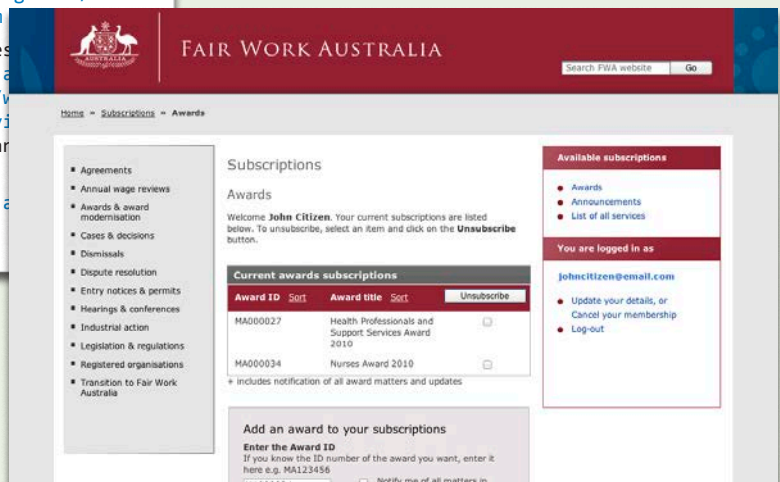 AUSTRALIA
FAIR WORK AUSTRALIA
Search FWA website Go
Home » Subscriptions » Awards
Agreements
Annual wage reviews
Awards & award
modernisation
Cases & decisions
Dismissals
Dispute resolution
Entry notices & permits
Hearings & conferences
Industrial action
Legislation & regulations
Registered organisations
Transition to Fair Work
Australia
Subscriptions
Awards
Welcome John Citizen. Your current subscriptions are listed
below. To unsubscribe, select an item and click on the Unsubscribe
button.
Current awards subscriptions
Award ID Sort Award title Sort Unsubscribe
MA000027 Health Professionals and
Support Services Award
2010
MA000034 Nurses Award 2010
+ includes notification of all award matters and updates
Add an award to your subscriptions
Enter the Award ID
If you know the ID number of the award you want, enter it
here e.g. MA123456
Notify me of all matters in
Available subscriptions
Awards
Announcements
List of all services
You are logged in as
johncitizen@email.com
Update your details, or
Cancel your membership
Log-out